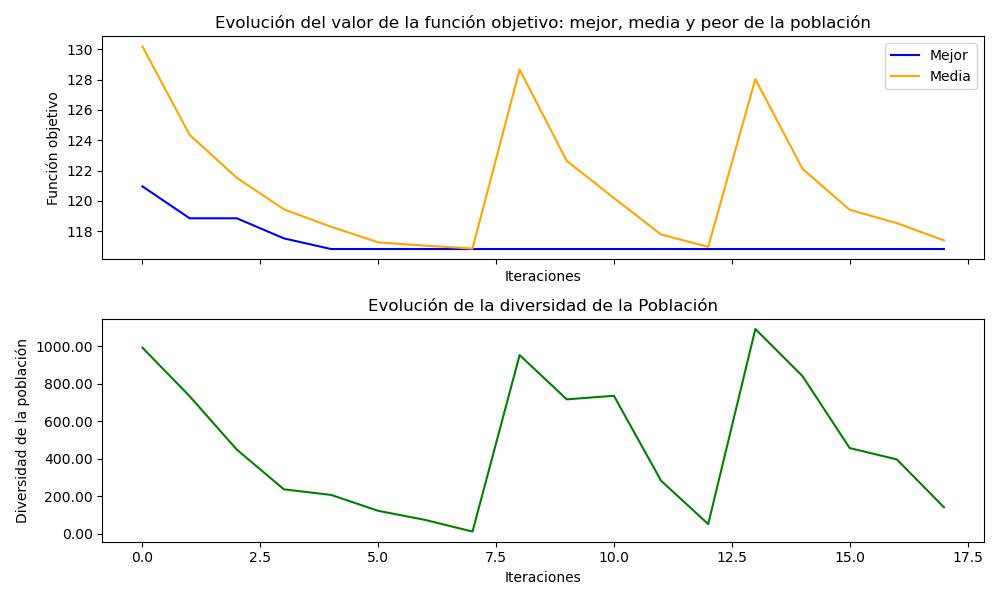 Evolución del valor de la función objetivo: mejor, media y peor de la población
130
128
126
124
122
120
118
Función objetivo
Mejor
Media
Iteraciones
Evolución de la diversidad de la Población
1000.00
800.00
600.00
400.00
200.00
0.00
Diversidad de la población
0.0 2.5 5.0 7.5 10.0 12.5 15.0 17.5
Iteraciones